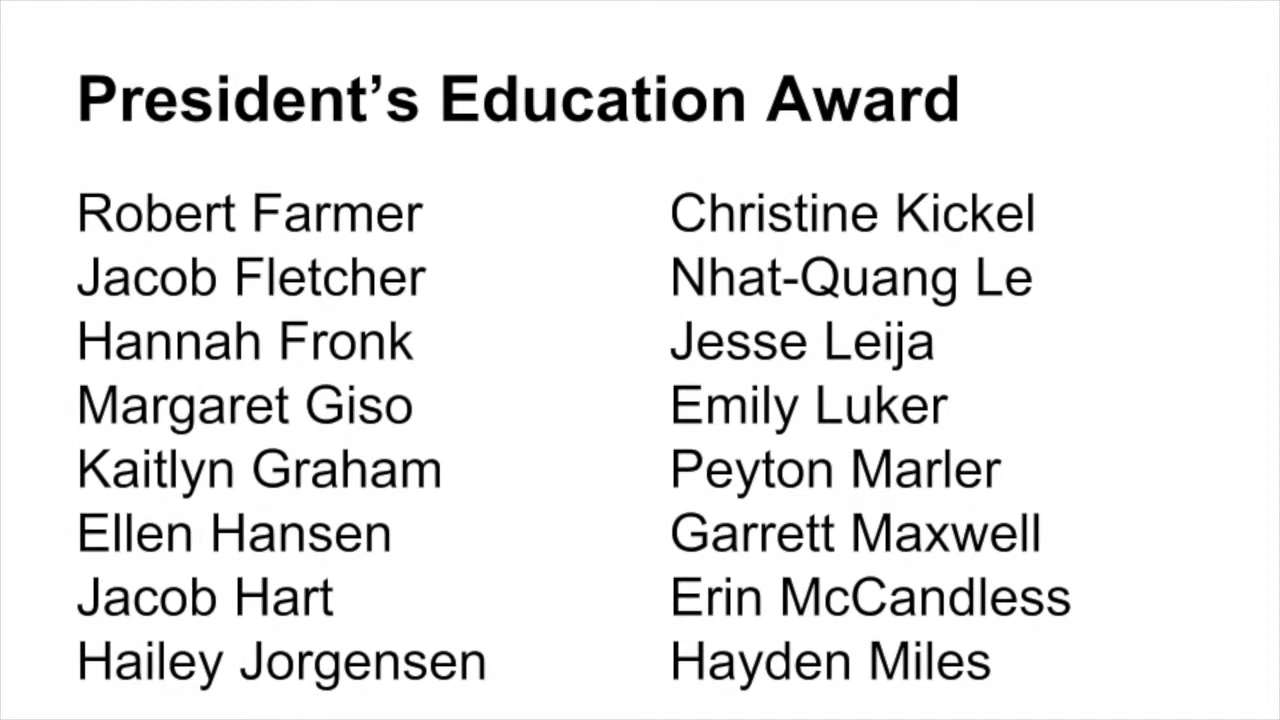 President’s Education Award
Robert Farmer
Jacob Fletcher
Hannah Fronk
Margaret Giso
Kaitlyn Graham
Ellen Hansen
Jacob Hart
Hailey Jorgensen
Christine Kickel
Nhat-Quang Le
Jesse Leija
Emily Luker
Peyton Marler
Garrett Maxwell
Erin McCandless
Hayden Miles